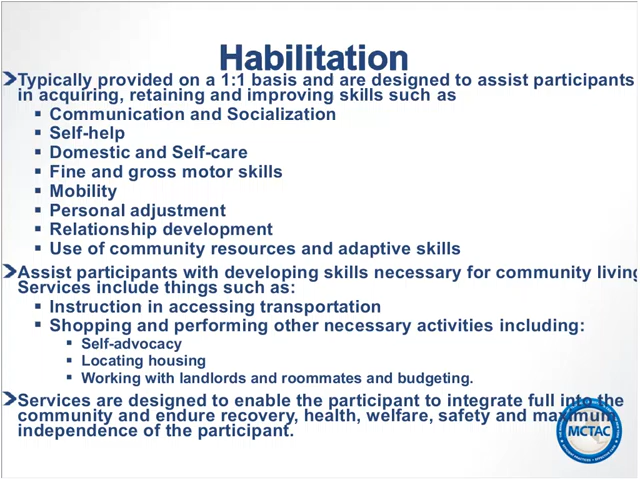 Habilitation
Typically provided on a 1:1 basis and are designed to assist participants
in acquiring, retaining and improving skills such as
Communication and Socialization
Self-help
Domestic and Self-care
Fine and gross motor skills
Mobility
Personal adjustment
Relationship development
Use of community resources and adaptive skills
Assist participants with developing skills necessary for community living
Services include things such as:
Instruction in accessing transportation
Shopping and performing other necessary activities including:
Self-advocacy
Locating housing
Working with landlords and roommates and budgeting.
Services are designed to enable the participant to integrate full into the
community and endure recovery, health, welfare, safety and maximum
independence of the participant.
MCTAC